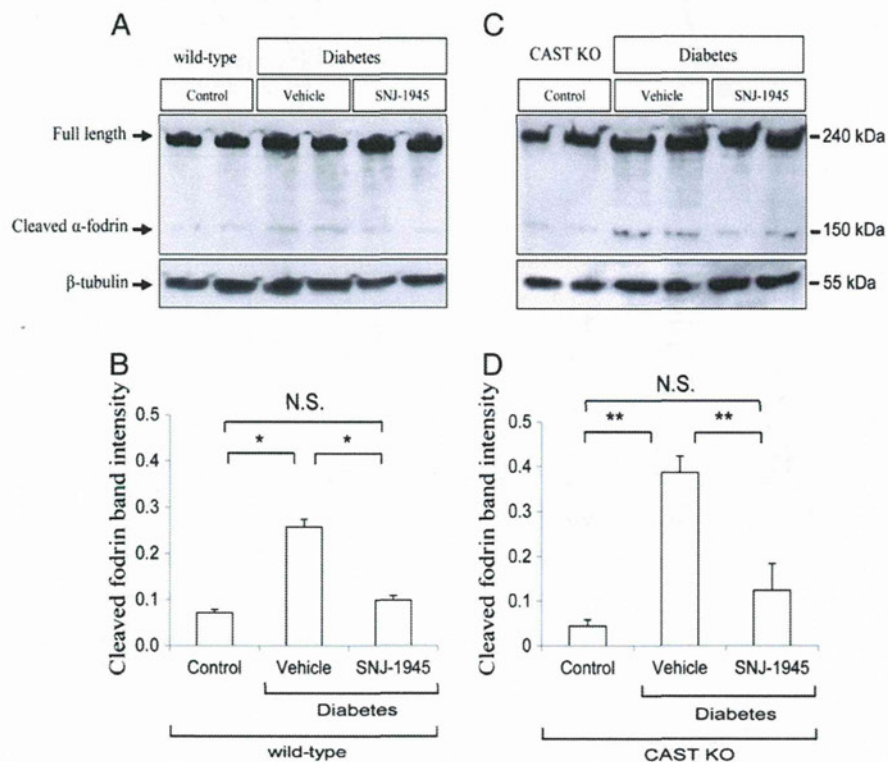 A
wild-type
Diabetes
Control
Vehicle
SNJ-1945
Full length
Cleaved α-fodrin
β-tubulin
C
CAST KO
Diabetes
Control
Vehicle
SNJ-1945
240 kDa
150 kDa
55 kDa
B
N.S.
*
*
Cleaved fodrin band intensity
0.5
0.4
0.3
0.2
0.1
0.0
Control
Vehicle
SNJ-1945
Diabetes
wild-type
D
N.S.
**
**
Cleaved fodrin band intensity
0.5
0.4
0.3
0.2
0.1
0
Control
Vehicle
SNJ-1945
Diabetes
CAST KO